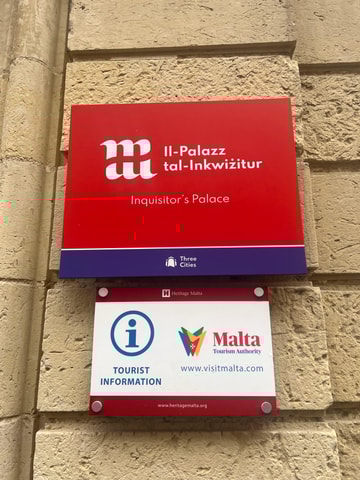 Il-Palazz
tal-Inkwiżitur
Inquisitor's Palace
Three
Cities
Heritage Malta
i
TOURIST
INFORMATION
Malta
Tourism Authority
www.visitmalta.com
www.heritagemalta.org